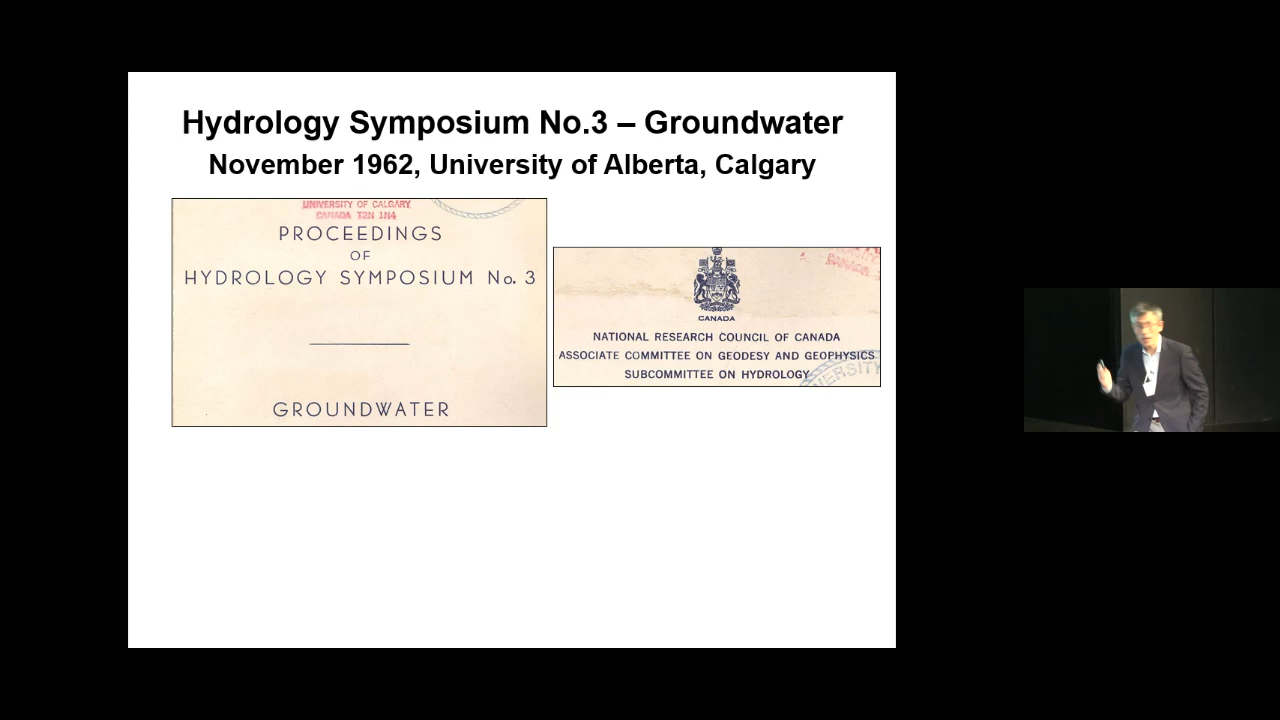 Hydrology Symposium No.3 – Groundwater
November 1962, University of Alberta, Calgary
UNIVERSITY OF CALGARY
CANADA T2N 1N4
PROCEEDINGS
OF
HYDROLOGY SYMPOSIUM No. 3
GROUNDWATER
CANADA
CANADA
NATIONAL RESEARCH COUNCIL OF CANADA
ASSOCIATE COMMITTEE ON GEODESY AND GEOPHYSICS
SUBCOMMITTEE ON HYDROLOGY